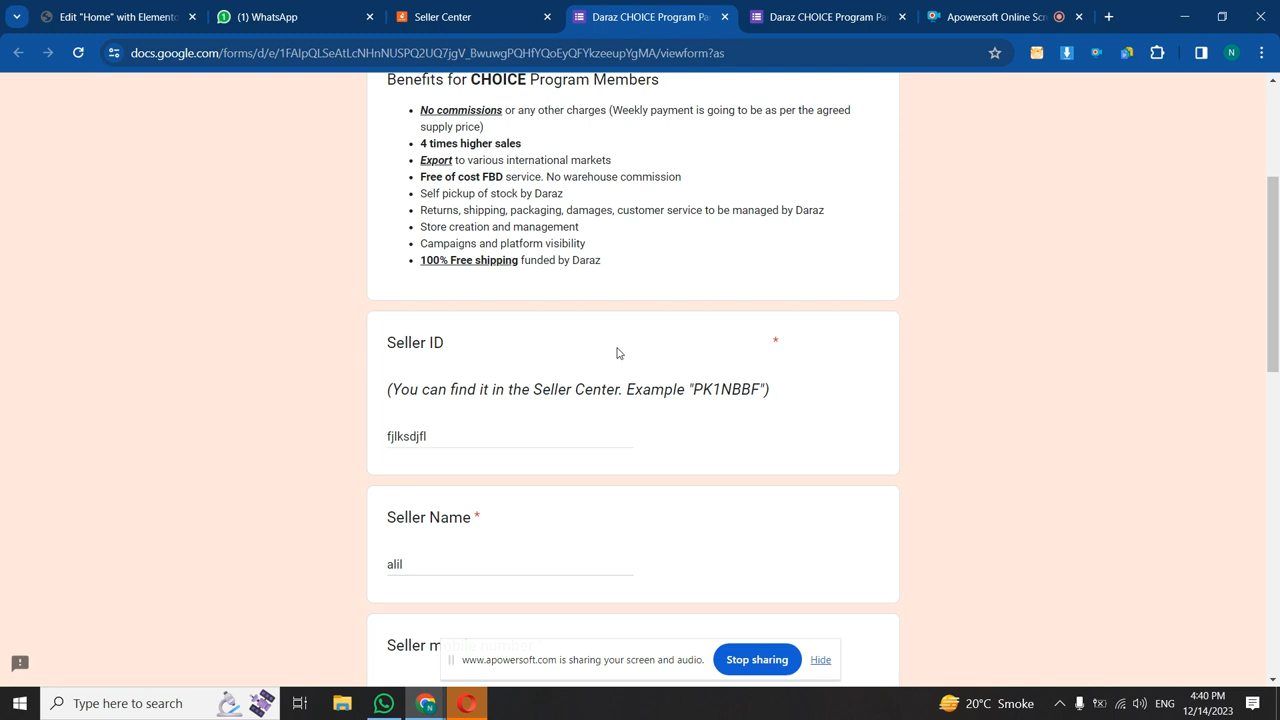 Edit "Home" with Elemento
WhatsApp
Seller Center
Daraz CHOICE Program Pa
Daraz CHOICE Program Pa
Apowersoft Online Scr
docs.google.com/forms/d/e/1FAIpQLSeAtLcNHnNUSPQ2UQ7jgV_BwuwgPQHfYQoEyQFYkzeeupYgMA/viewform?as
N
Benefits for CHOICE Program Members
• No commissions or any other charges (Weekly payment is going to be as per the agreed
supply price)
• 4 times higher sales
• Export to various international markets
• Free of cost FBD service. No warehouse commission
• Self pickup of stock by Daraz
• Returns, shipping, packaging, damages, customer service to be managed by Daraz
• Store creation and management
• Campaigns and platform visibility
• 100% Free shipping funded by Daraz
Seller ID *
(You can find it in the Seller Center. Example "PK1NBBF")
fjlksdjfl
Seller Name *
alil
Seller mobile number
www.apowersoft.com is sharing your screen and audio. Stop sharing Hide
Type here to search
20°C Smoke
ENG
4:40 PM
12/14/2023